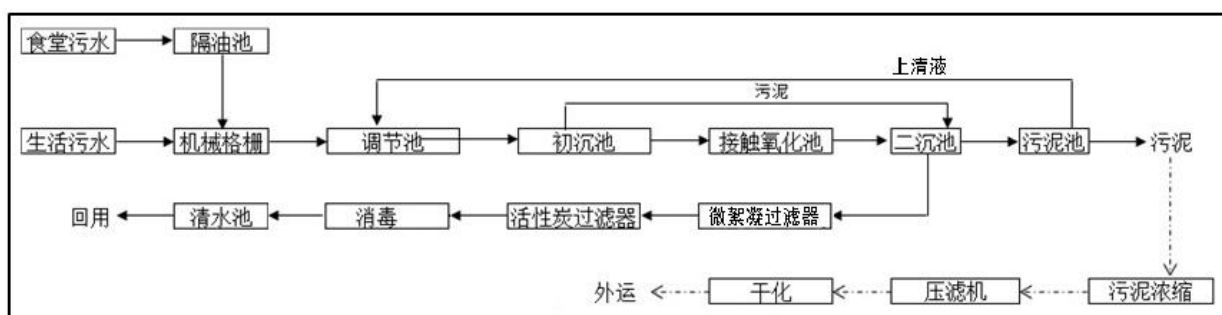 食堂污水
隔油池
上清液
污泥
生活污水
机械格栅
调节池
初沉池
接触氧化池
二沉池
污泥池
污泥
回用
清水池
消毒
活性炭过滤器
微絮凝过滤器
外运
干化
压滤机
污泥浓缩